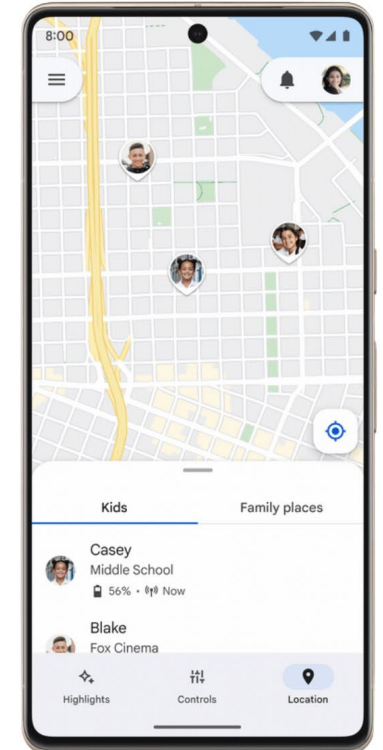 8:00
Kids Family places
Casey
Middle School
56% • Now
Blake
Fox Cinema
Highlights Controls Location